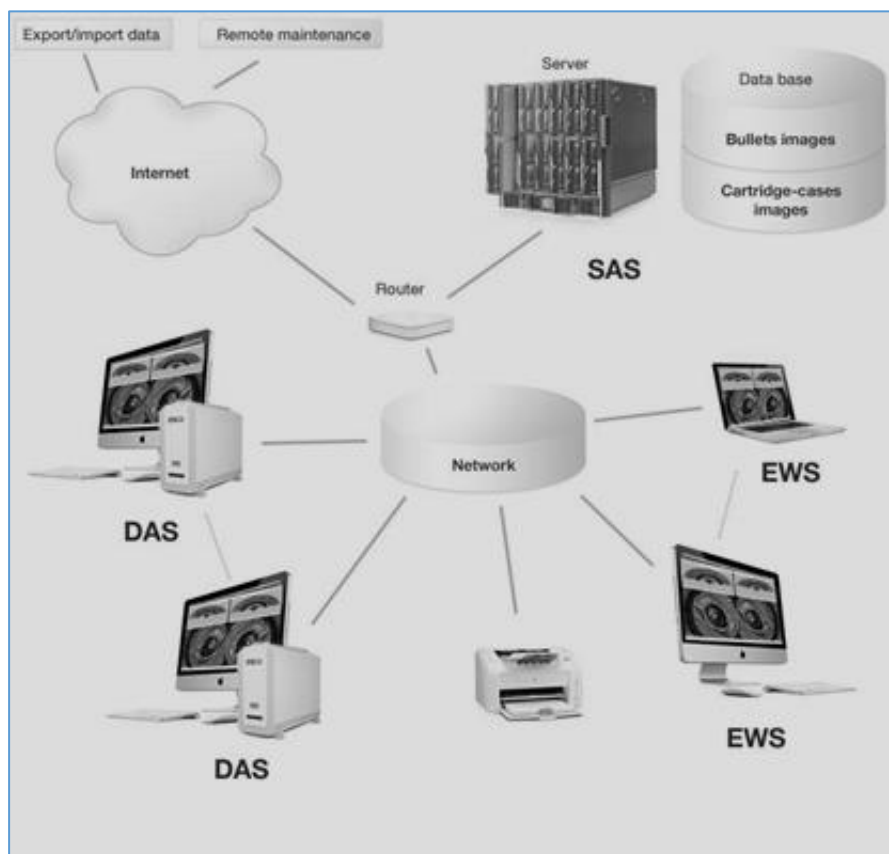 Export/import data
Remote maintenance
Server
Data base
Bullets images
Cartridge-cases
images
Internet
SAS
Router
Network
EWS
DAS
EWS
DAS